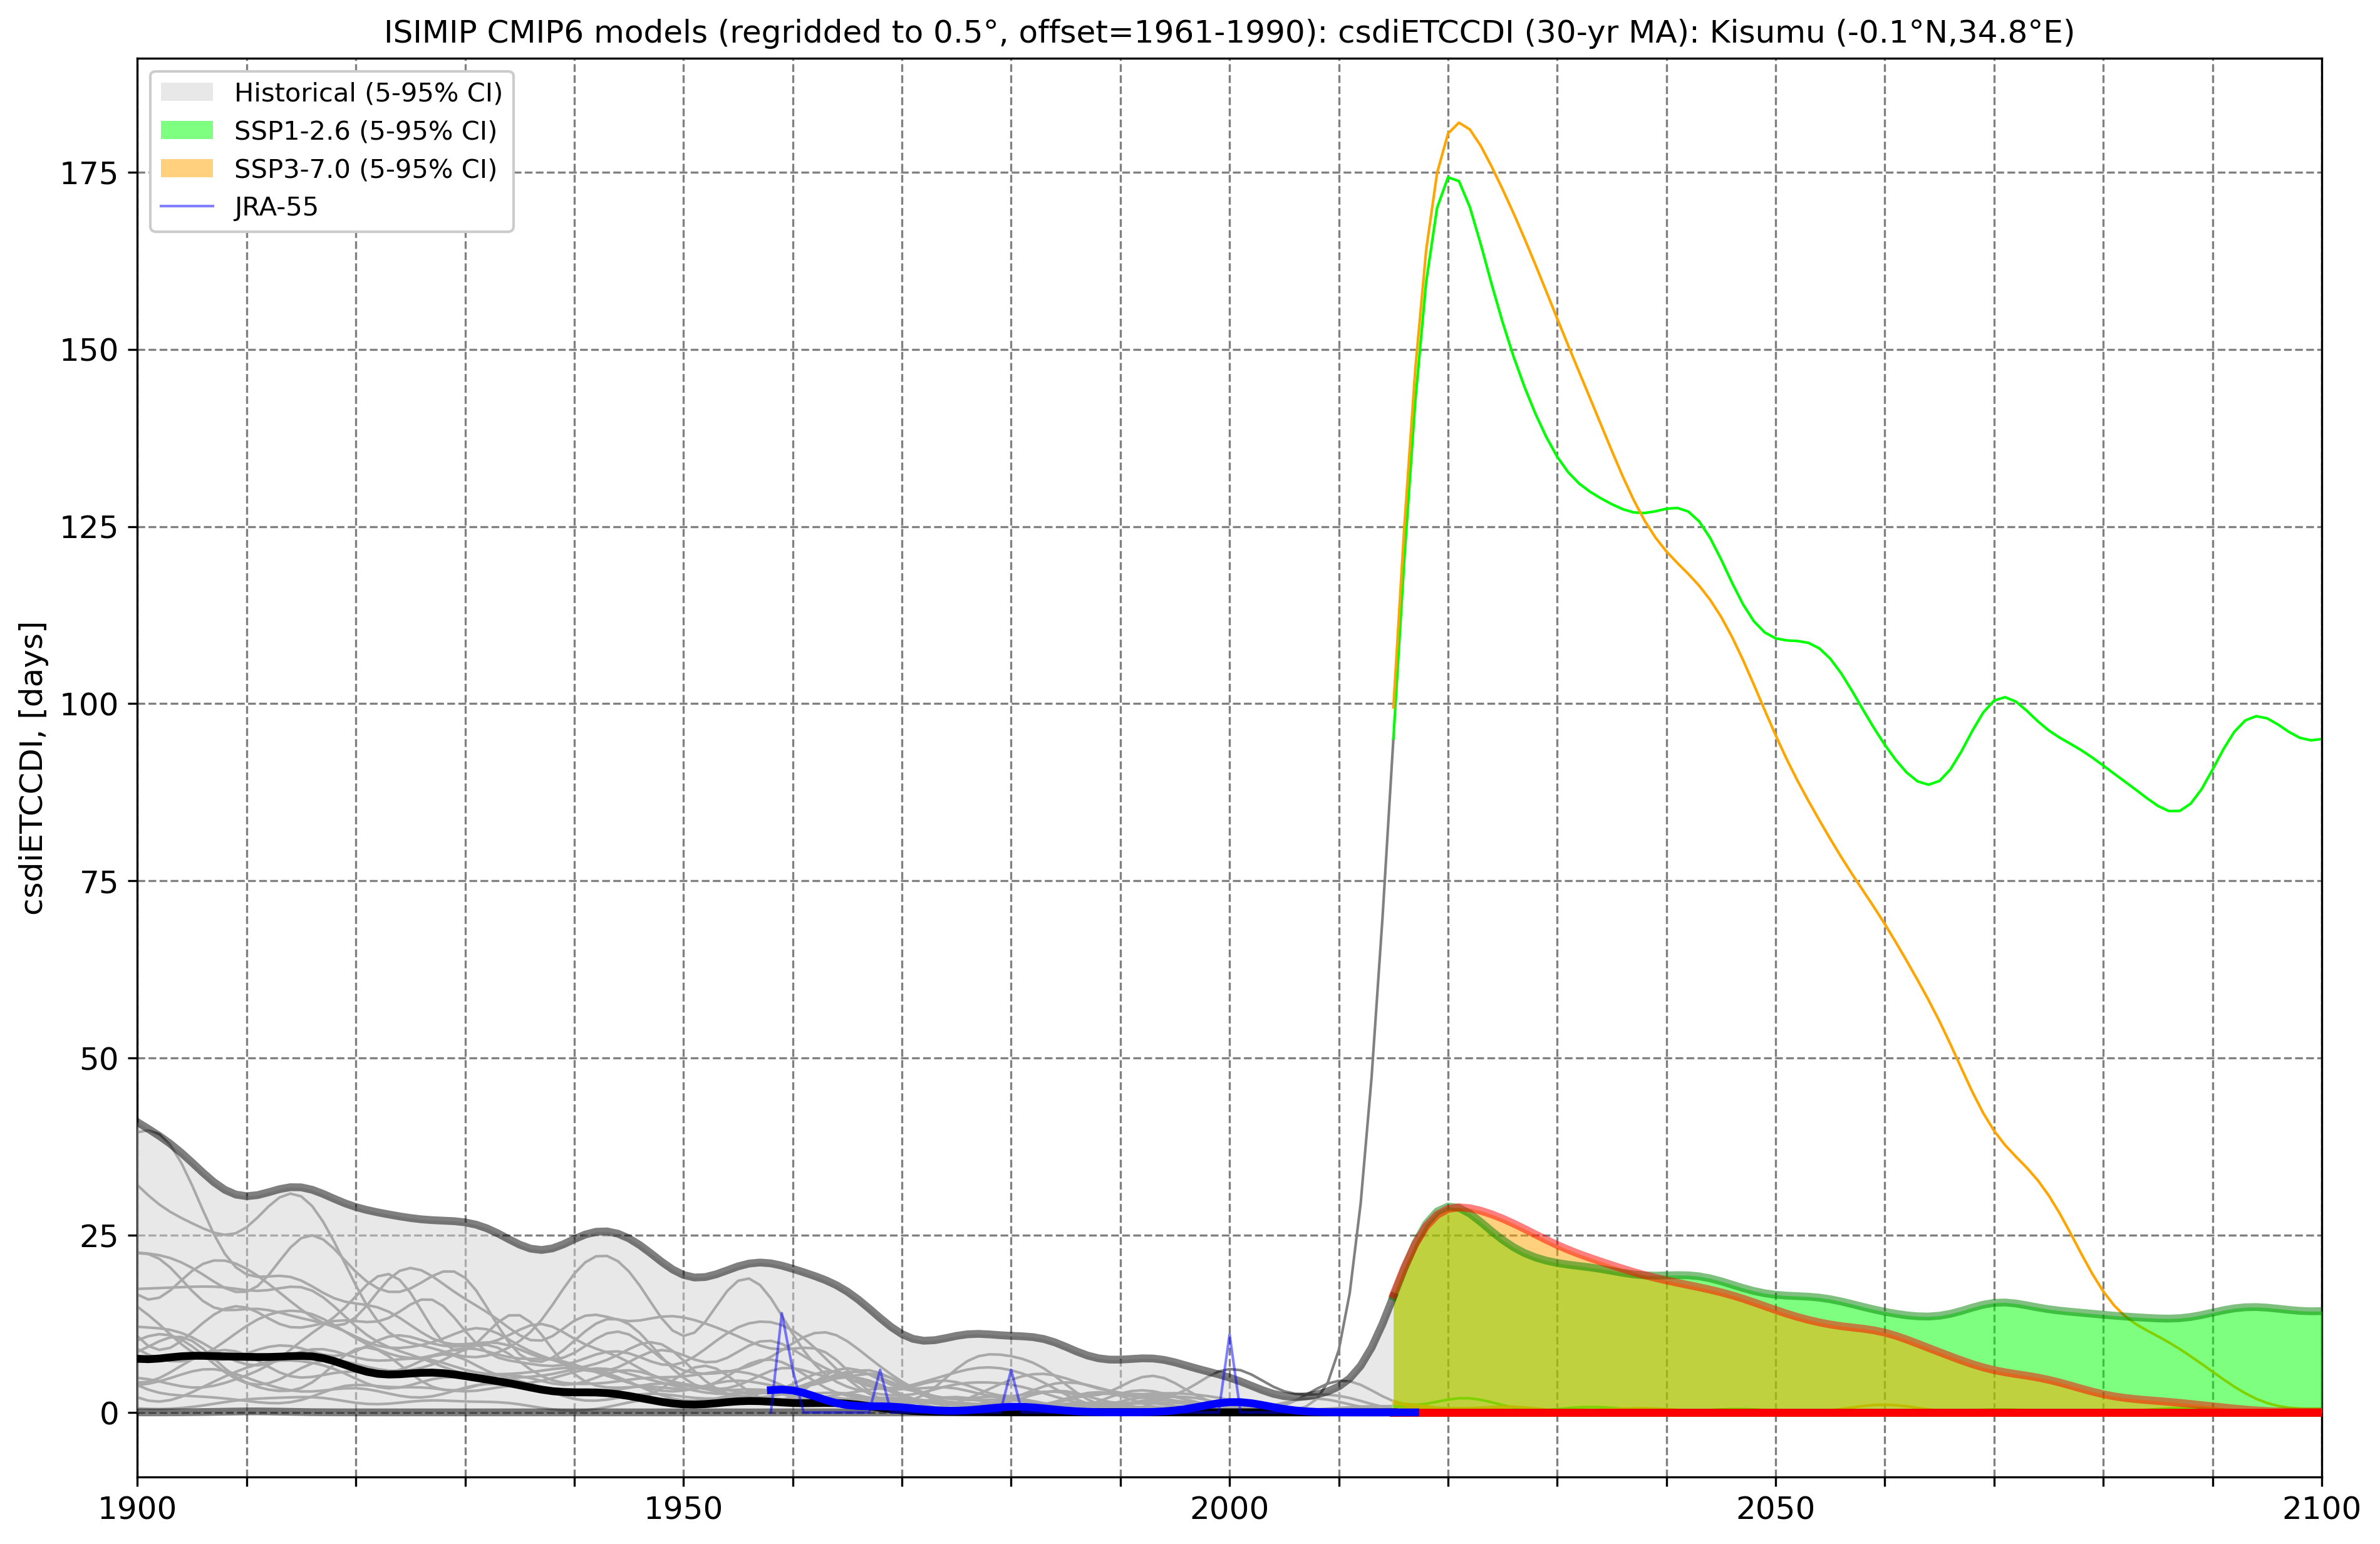 ISIMIP CMIP6 models (regridded to 0.5°, offset=1961-1990): csdiETCCDI (30-yr MA): Kisumu (-0.1°N,34.8°E)
Historical (5-95% CI)
SSP1-2.6 (5-95% CI)
SSP3-7.0 (5-95% CI)
JRA-55
csdiETCCDI, [days]
175
150
125
100
75
50
25
0
1900
1950
2000
2050
2100